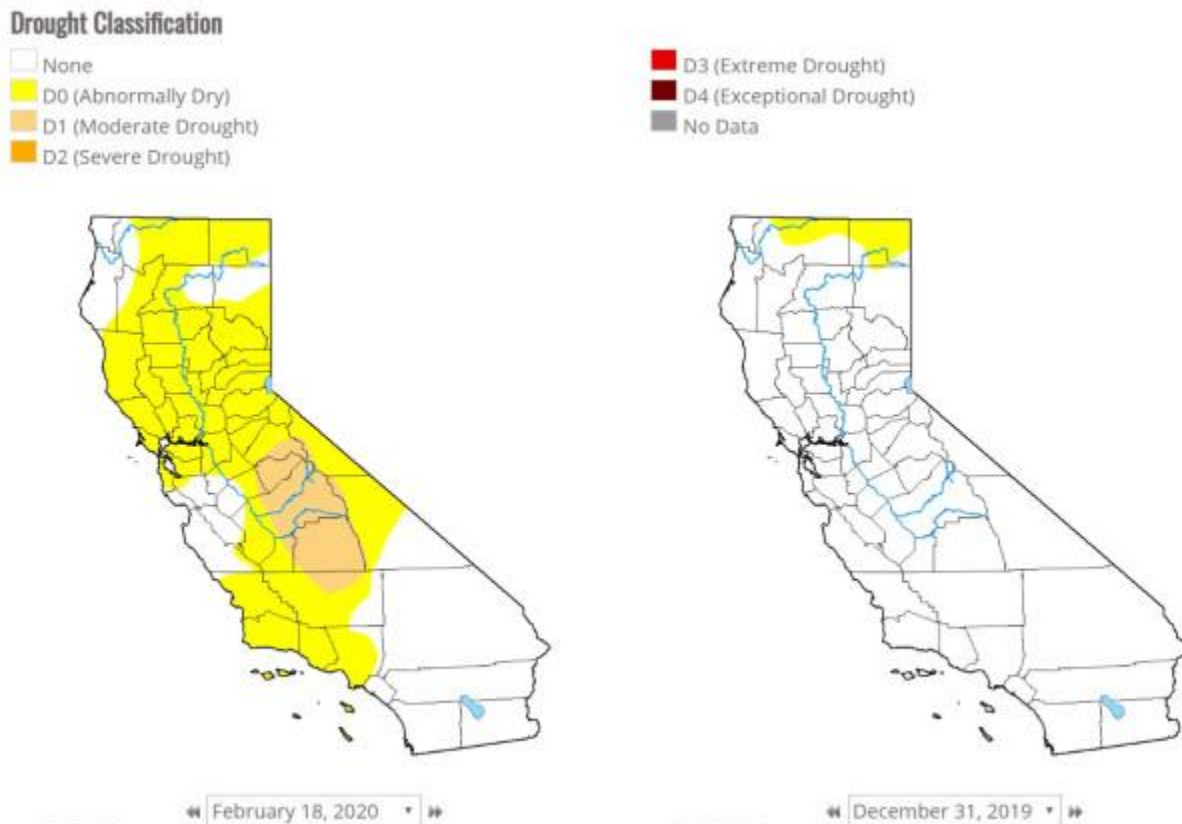 Drought Classification
None
D0 (Abnormally Dry)
D1 (Moderate Drought)
D2 (Severe Drought)
D3 (Extreme Drought)
D4 (Exceptional Drought)
No Data
February 18, 2020
December 31, 2019